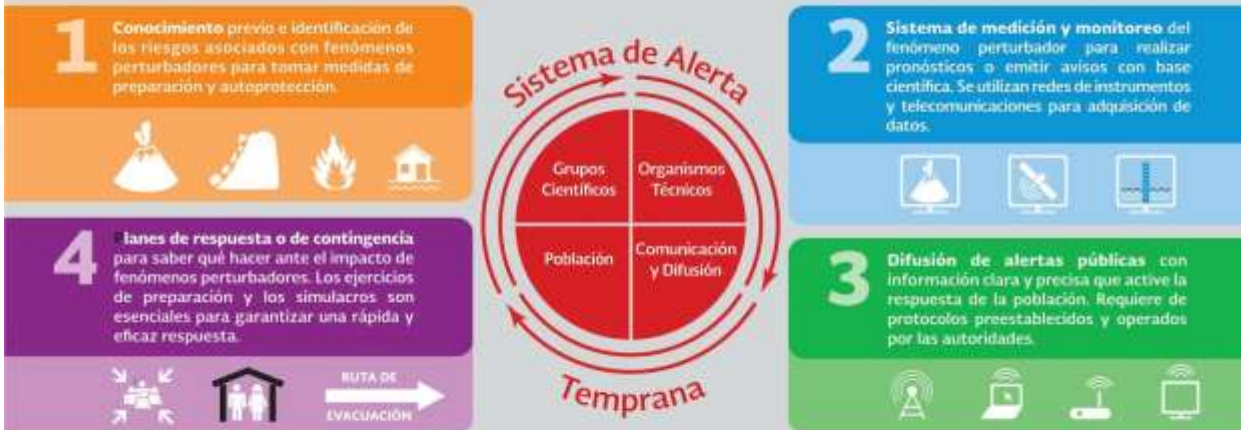 1
Conocimiento previo e identificación de
los riesgos asociados con fenómenos
perturbadores para tomar medidas de
preparación y autoprotección.
Sistema de Alerta
Temprana
Grupos
Científicos
Organismos
Técnicos
Población
Comunicación
y Difusión
2
Sistema de medición y monitoreo del
fenómeno perturbador para realizar
pronósticos o emitir avisos con base
científica. Se utilizan redes de instrumentos
y telecomunicaciones para adquisición de
datos.
4
Planes de respuesta o de contingencia
para saber qué hacer ante el impacto de
fenómenos perturbadores. Los ejercicios
de preparación y los simulacros son
esenciales para garantizar una rápida y
eficaz respuesta.
RUTA DE
EVACUACIÓN
3
Difusión de alertas públicas con
información clara y precisa que active la
respuesta de la población. Requiere de
protocolos preestablecidos y operados
por las autoridades.